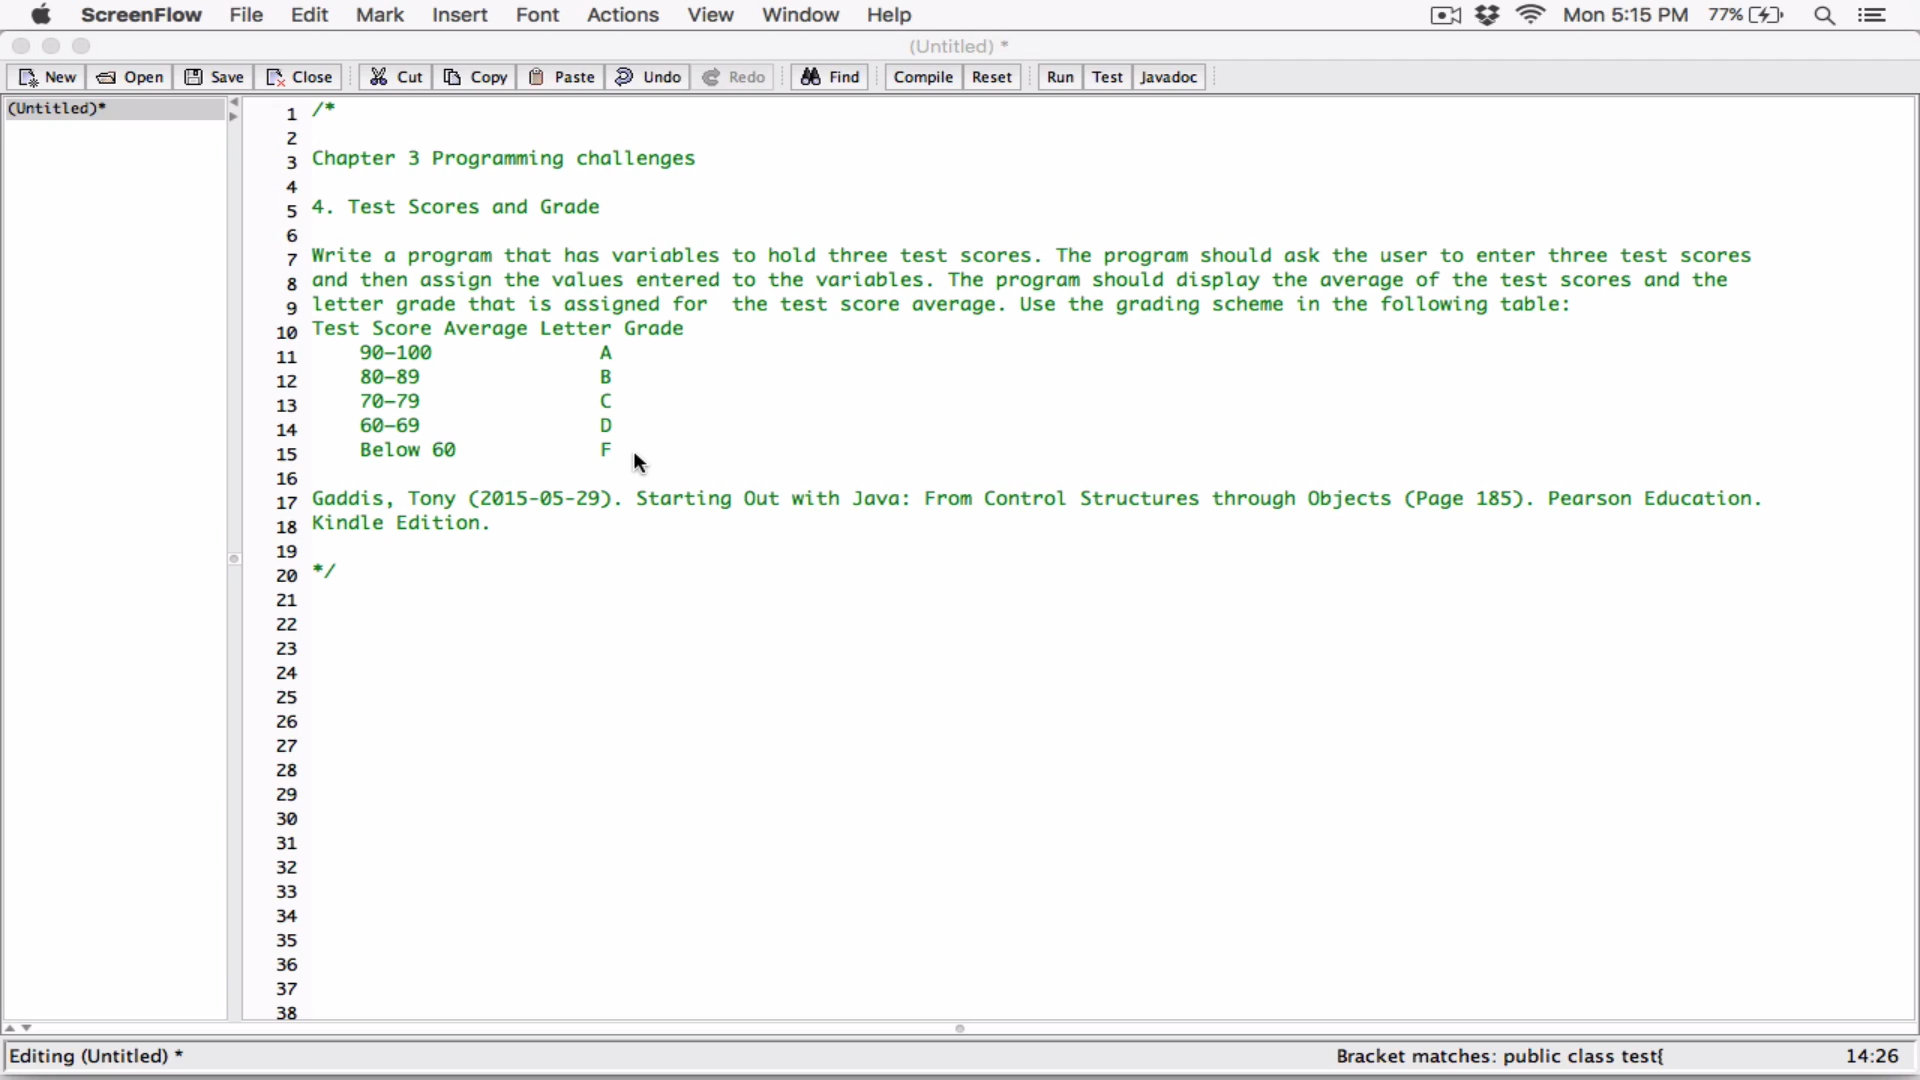 ScreenFlow File Edit Mark Insert Font Actions View Window Help Mon 5:15 PM 77%
(Untitled) *
New Open Save Close Cut Copy Paste Undo Redo Find Compile Reset Run Test Javadoc
(Untitled)*
1 /*
2
3 Chapter 3 Programming challenges
4
5 4. Test Scores and Grade
6
7 Write a program that has variables to hold three test scores. The program should ask the user to enter three test scores
8 and then assign the values entered to the variables. The program should display the average of the test scores and the
9 letter grade that is assigned for  the test score average. Use the grading scheme in the following table:
10 Test Score Average Letter Grade
11 90–100 A
12 80–89 B
13 70–79 C
14 60–69 D
15 Below 60 F
16
17 Gaddis, Tony (2015-05-29). Starting Out with Java: From Control Structures through Objects (Page 185). Pearson Education.
18 Kindle Edition.
19
20 */
21
22
23
24
25
26
27
28
29
30
31
32
33
34
35
36
37
38
Editing (Untitled) * Bracket matches: public class test{ 14:26